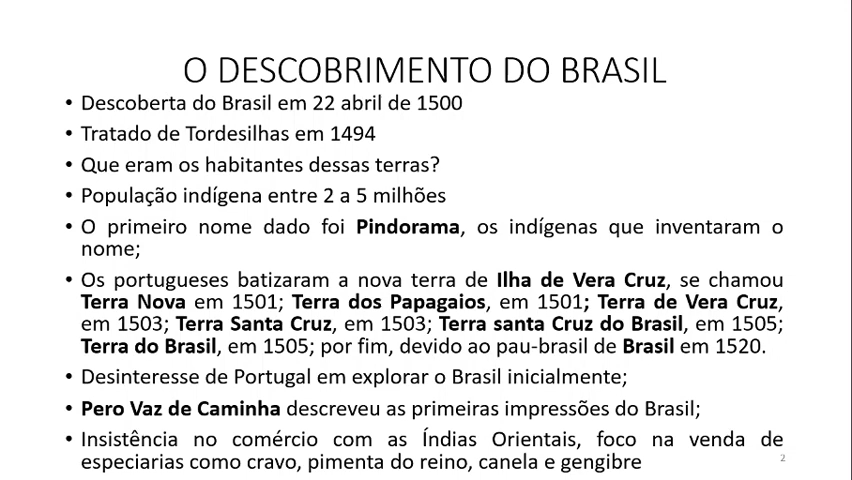 O DESCOBRIMENTO DO BRASIL
• Descoberta do Brasil em 22 abril de 1500
• Tratado de Tordesilhas em 1494
• Que eram os habitantes dessas terras?
• População indígena entre 2 a 5 milhões
• O primeiro nome dado foi Pindorama, os indígenas que inventaram o
nome;
• Os portugueses batizaram a nova terra de Ilha de Vera Cruz, se chamou
Terra Nova em 1501; Terra dos Papagaios, em 1501; Terra de Vera Cruz,
em 1503; Terra Santa Cruz, em 1503; Terra santa Cruz do Brasil, em 1505;
Terra do Brasil, em 1505; por fim, devido ao pau-brasil de Brasil em 1520.
• Desinteresse de Portugal em explorar o Brasil inicialmente;
• Pero Vaz de Caminha descreveu as primeiras impressões do Brasil;
• Insistência no comércio com as Índias Orientais, foco na venda de
especiarias como cravo, pimenta do reino, canela e gengibre
2